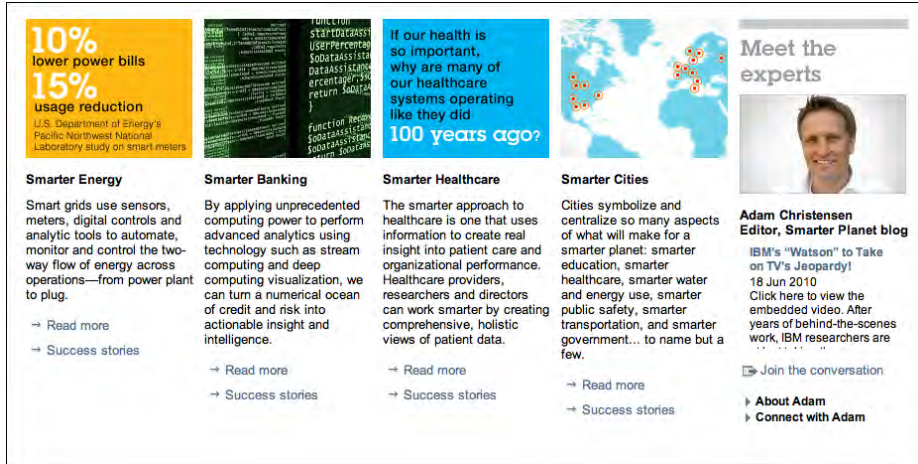 10%
lower power bills
15%
usage reduction
U.S. Department of Energy's
Pacific Northwest National
Laboratory study on smart meters
Smarter Energy
Smart grids use sensors,
meters, digital controls and
analytic tools to automate,
monitor and control the two-
way flow of energy across
operations—from power plant
to plug.
→ Read more
→ Success stories
function
startDataAssi
UserPercentag
$oDataAssista
DataAssistanc
ercentage
return $oData
}
function
$oDataAssista
return
Smarter Banking
By applying unprecedented
computing power to perform
advanced analytics using
technology such as stream
computing and deep
computing visualization, we
can turn a numerical ocean
of credit and risk into
actionable insight and
intelligence.
→ Read more
→ Success stories
If our health is
so important,
why are many of
our healthcare
systems operating
like they did
100 years ago?
Smarter Healthcare
The smarter approach to
healthcare is one that uses
information to create real
insight into patient care and
organizational performance.
Healthcare providers,
researchers and directors
can work smarter by creating
comprehensive, holistic
views of patient data.
→ Read more
→ Success stories
Smarter Cities
Cities symbolize and
centralize so many aspects
of what will make for a
smarter planet: smarter
education, smarter
healthcare, smarter water
and energy use, smarter
public safety, smarter
transportation, and smarter
government... to name but a
few.
→ Read more
→ Success stories
Meet the
experts
Adam Christensen
Editor, Smarter Planet blog
IBM's “Watson” to Take
on TV's Jeopardy!
18 Jun 2010
Click here to view the
embedded video. After
years of behind-the-scenes
work, IBM researchers are
Join the conversation
About Adam
Connect with Adam